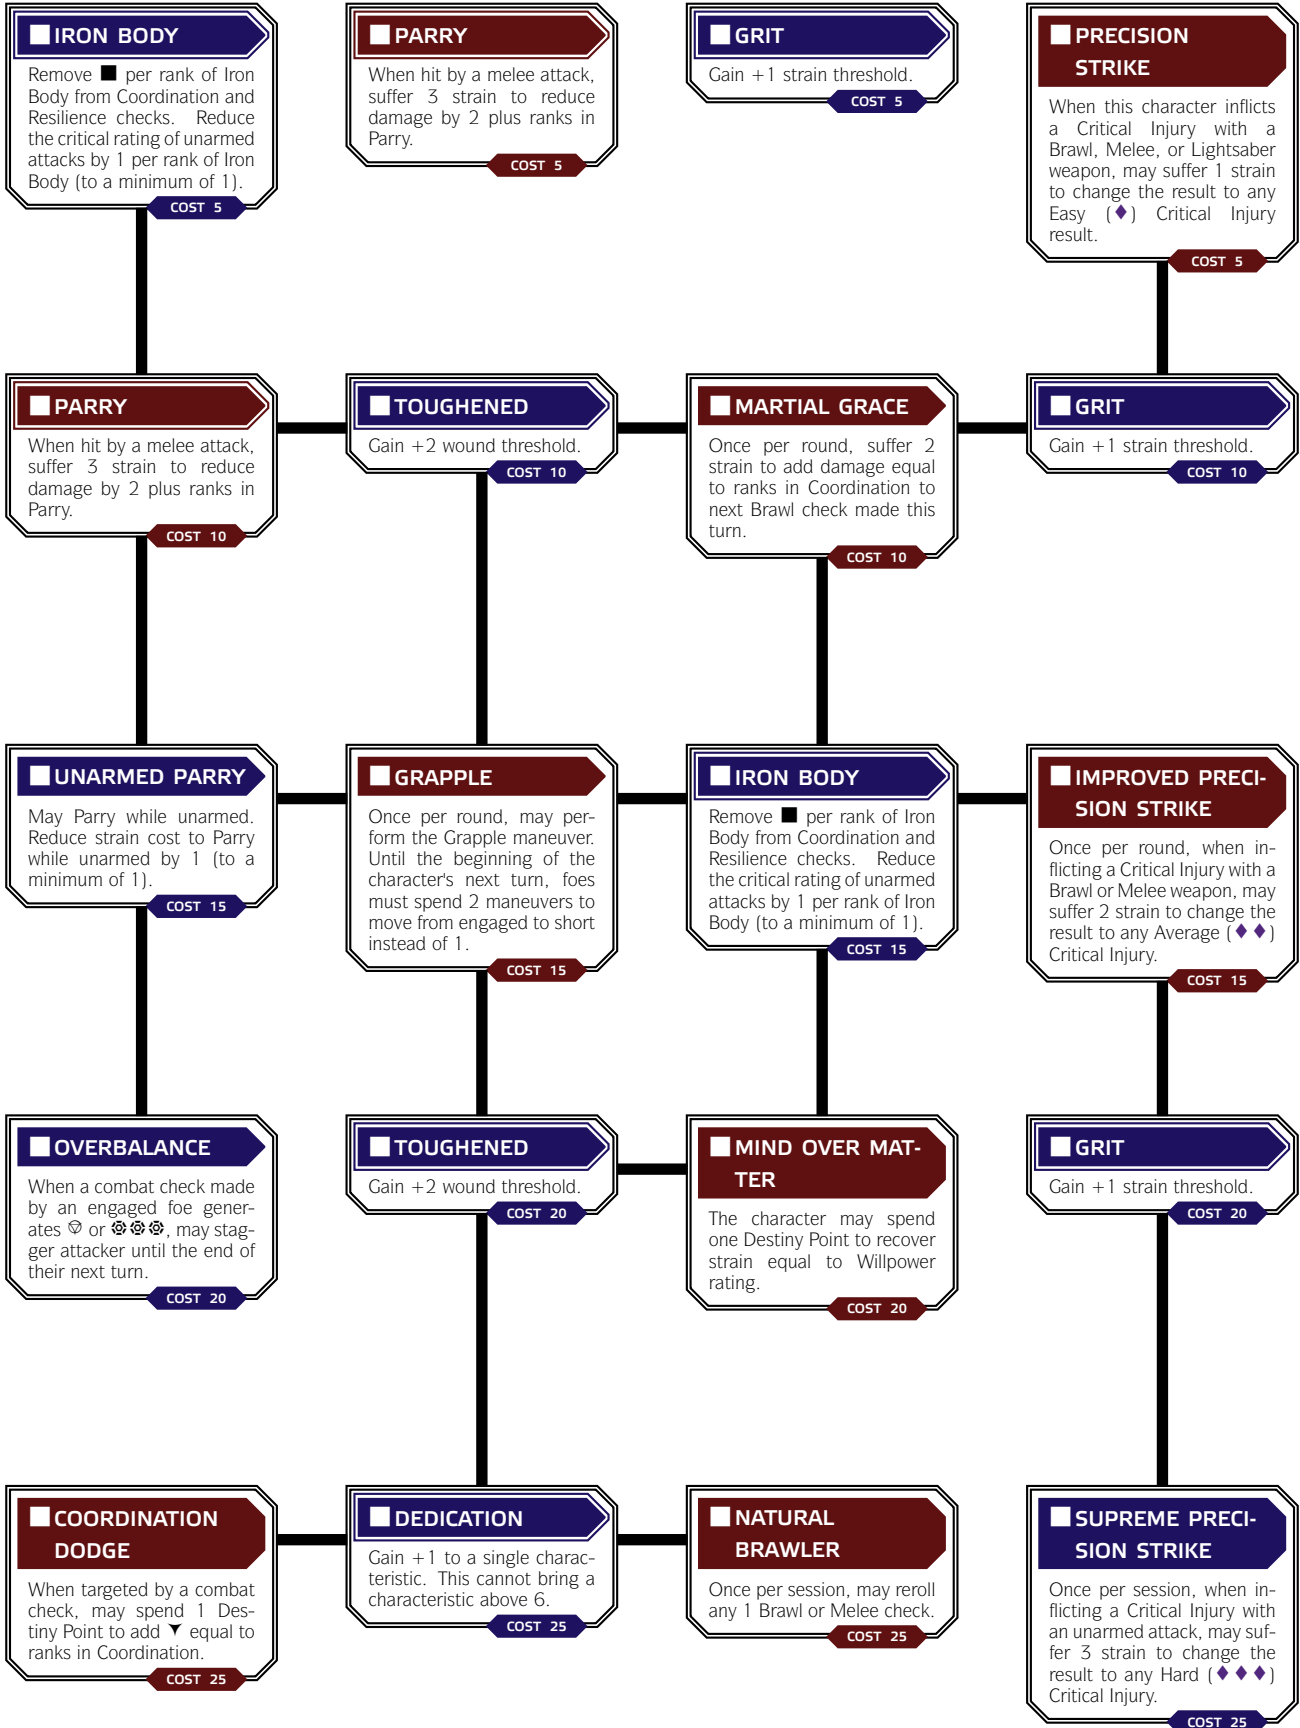 IRON BODY
Remove ■ per rank of Iron
Body from Coordination and
Resilience checks. Reduce
the critical rating of unarmed
attacks by 1 per rank of Iron
Body (to a minimum of 1).
COST 5
PARRY
When hit by a melee attack,
suffer 3 strain to reduce
damage by 2 plus ranks in
Parry.
COST 5
GRIT
Gain +1 strain threshold.
COST 5
PRECISION
STRIKE
When this character inflicts
a Critical Injury with a
Brawl, Melee, or Lightsaber
weapon, may suffer 1 strain
to change the result to any
Easy (♦) Critical Injury
result.
COST 5
PARRY
When hit by a melee attack,
suffer 3 strain to reduce
damage by 2 plus ranks in
Parry.
COST 10
TOUGHENED
Gain +2 wound threshold.
COST 10
MARTIAL GRACE
Once per round, suffer 2
strain to add damage equal
to ranks in Coordination to
next Brawl check made this
turn.
COST 10
GRIT
Gain +1 strain threshold.
COST 10
UNARMED PARRY
May Parry while unarmed.
Reduce strain cost to Parry
while unarmed by 1 (to a
minimum of 1).
COST 15
GRAPPLE
Once per round, may per-
form the Grapple maneuver.
Until the beginning of the
character's next turn, foes
must spend 2 maneuvers to
move from engaged to short
instead of 1.
COST 15
IRON BODY
Remove ■ per rank of Iron
Body from Coordination and
Resilience checks. Reduce
the critical rating of unarmed
attacks by 1 per rank of Iron
Body (to a minimum of 1).
COST 15
IMPROVED PRECI-
SION STRIKE
Once per round, when in-
flicting a Critical Injury with a
Brawl or Melee weapon, may
suffer 2 strain to change the
result to any Average (♦♦)
Critical Injury.
COST 15
OVERBALANCE
When a combat check made
by an engaged foe gener-
ates or , may stag-
ger attacker until the end of
their next turn.
COST 20
TOUGHENED
Gain +2 wound threshold.
COST 20
MIND OVER MAT-
TER
The character may spend
one Destiny Point to recover
strain equal to Willpower
rating.
COST 20
GRIT
Gain +1 strain threshold.
COST 20
COORDINATION
DODGE
When targeted by a combat
check, may spend 1 Des-
tiny Point to add equal to
ranks in Coordination.
COST 25
DEDICATION
Gain +1 to a single charac-
teristic. This cannot bring a
characteristic above 6.
COST 25
NATURAL
BRAWLER
Once per session, may reroll
any 1 Brawl or Melee check.
COST 25
SUPREME PRECI-
SION STRIKE
Once per session, when in-
flicting a Critical Injury with
an unarmed attack, may suf-
fer 3 strain to change the
result to any Hard (♦♦♦)
Critical Injury.
COST 25